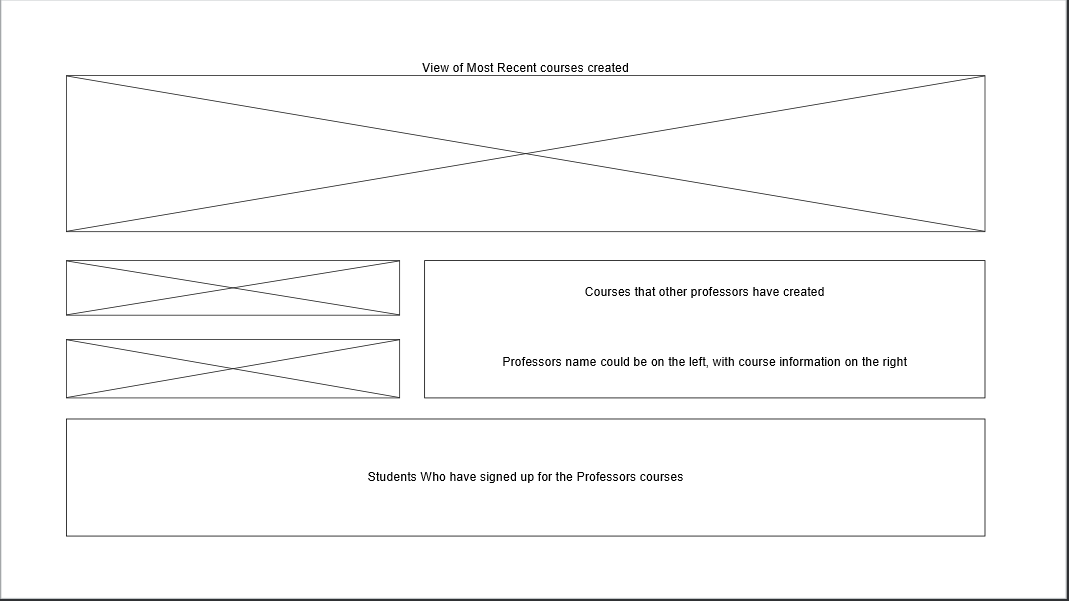 View of Most Recent courses created
Courses that other professors have created
Professors name could be on the left, with course information on the right
Students Who have signed up for the Professors courses